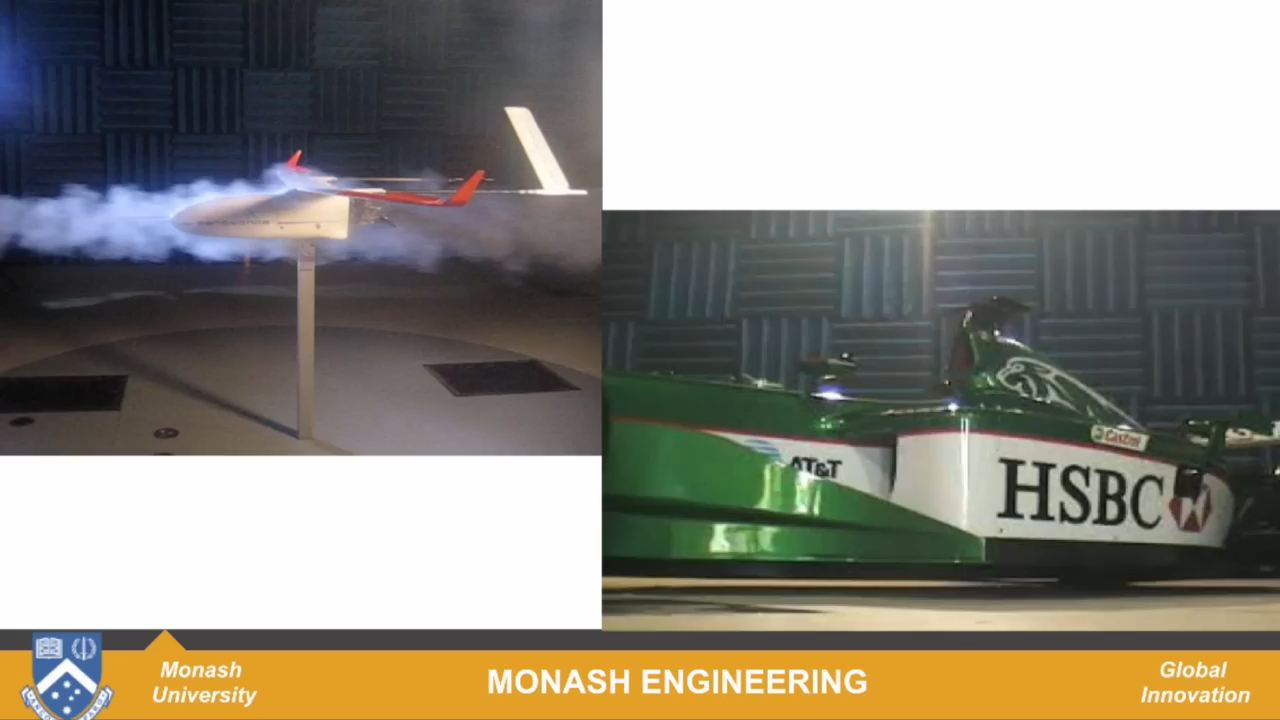 AT&T
Castrol
HSBC
Monash
University
MONASH ENGINEERING
Global
Innovation